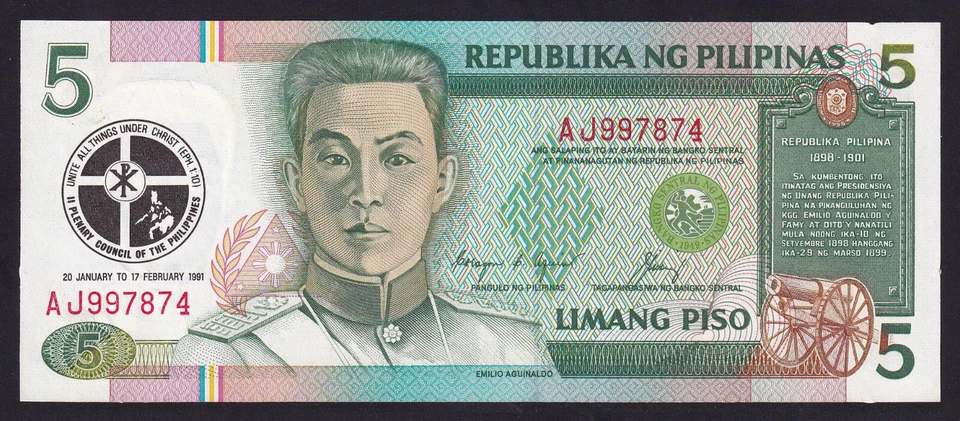 5
REPUBLIKA NG PILIPINAS
5
UNITE ALL THINGS UNDER CHRIST (EPH. 1:10)
II PLENARY COUNCIL OF THE PHILIPPINES
20 JANUARY TO 17 FEBRUARY 1991
AJ997874
5
AJ997874
ANG SALAPING ITO AY BAYARIN NG BANGKO SENTRAL
AT PINANANAGUTAN NG REPUBLIKA NG PILIPINAS
BANGKO SENTRAL NG PILIPINAS
1949
PANGULO NG PILIPINAS
TAGAPANGASIWA NG BANGKO SENTRAL
LIMANG PISO
EMILIO AGUINALDO
REPUBLIKA PILIPINA
1898-1901
SA KUMBENTONG ITO
ITINATAG ANG PRESIDENSIYA
NG UNANG REPUBLIKA PILI-
PINA NA PINANGULUHAN NG
KGG EMILIO AGUINALDO Y
FAMY AT DITO'Y NANATILI
MULA NOONG IKA-10 NG
SETYEMBRE 1898 HANGGANG
IKA-29 NG MARSO 1899.
5